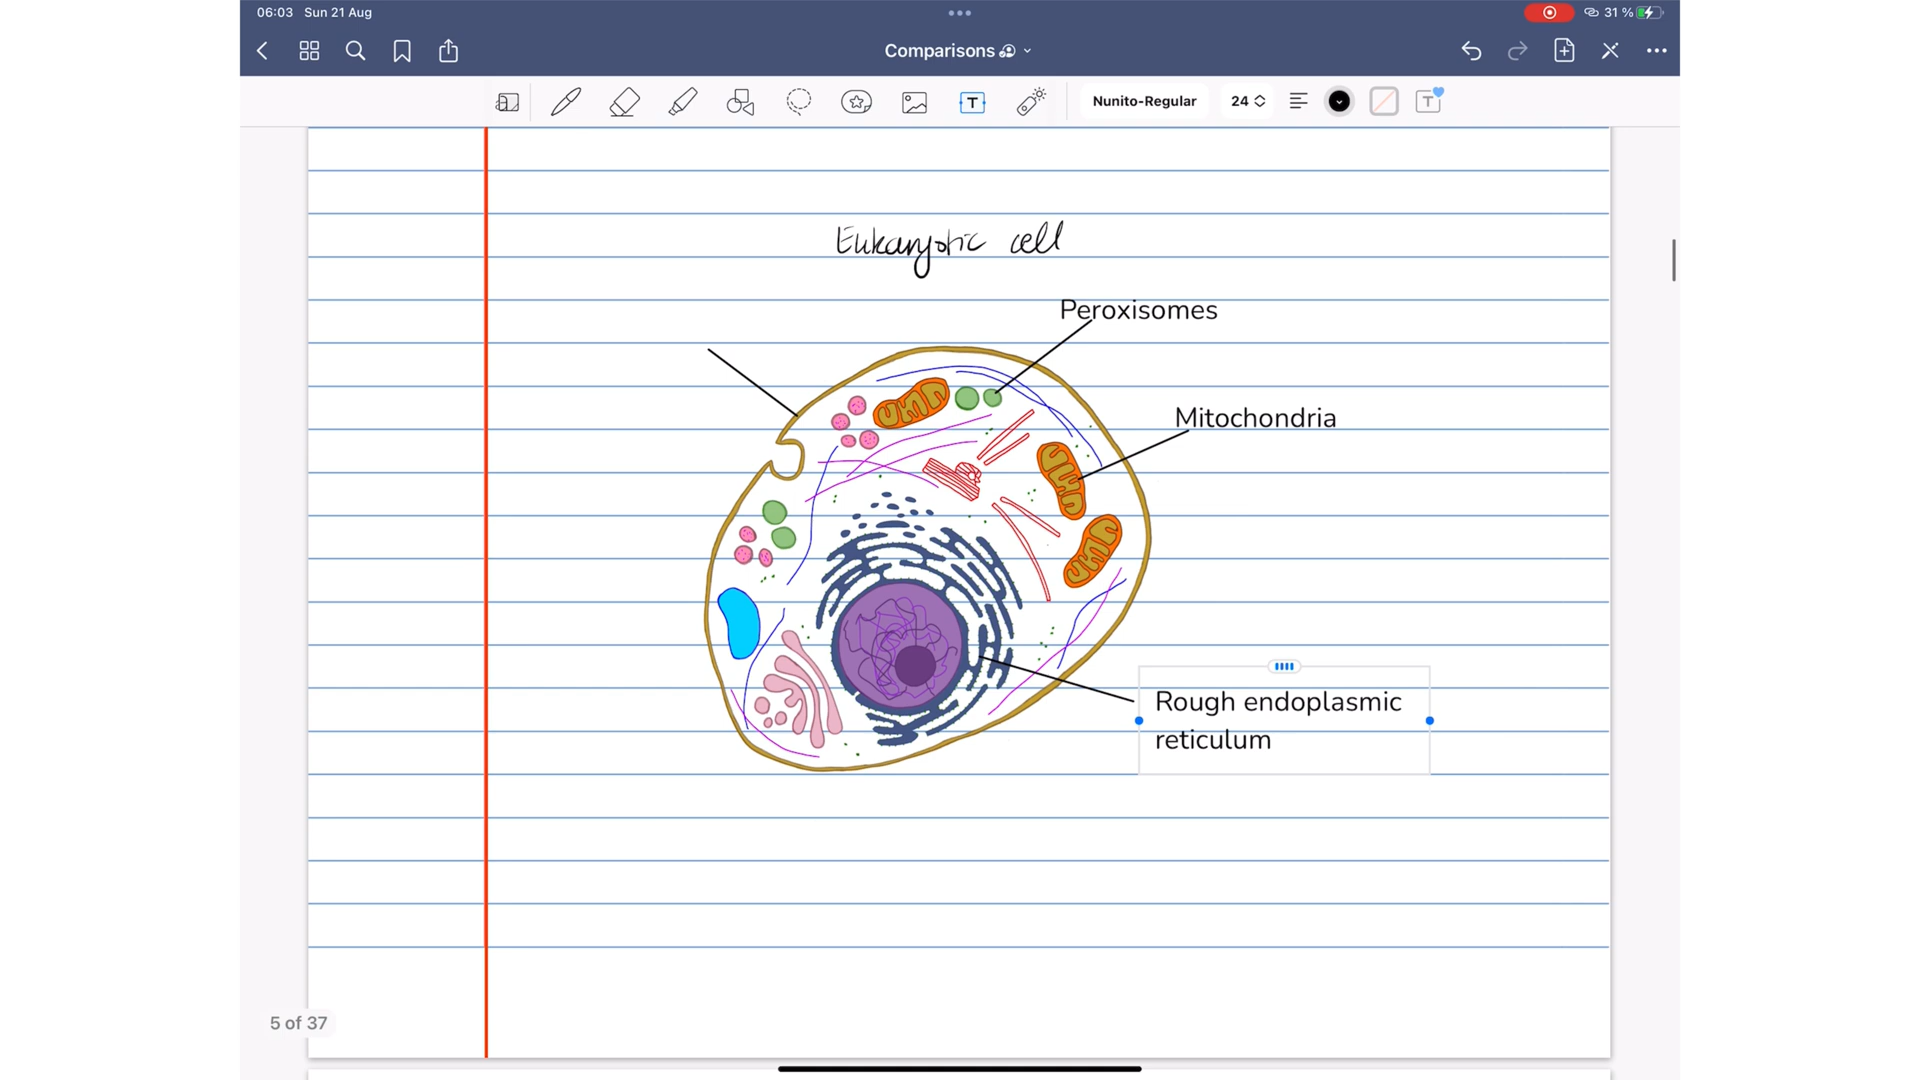 06:03 Sun 21 Aug
31 %
Comparisons
T
Nunito-Regular
24
T
Eukaryotic cell
Peroxisomes
Mitochondria
Rough endoplasmic
reticulum
5 of 37